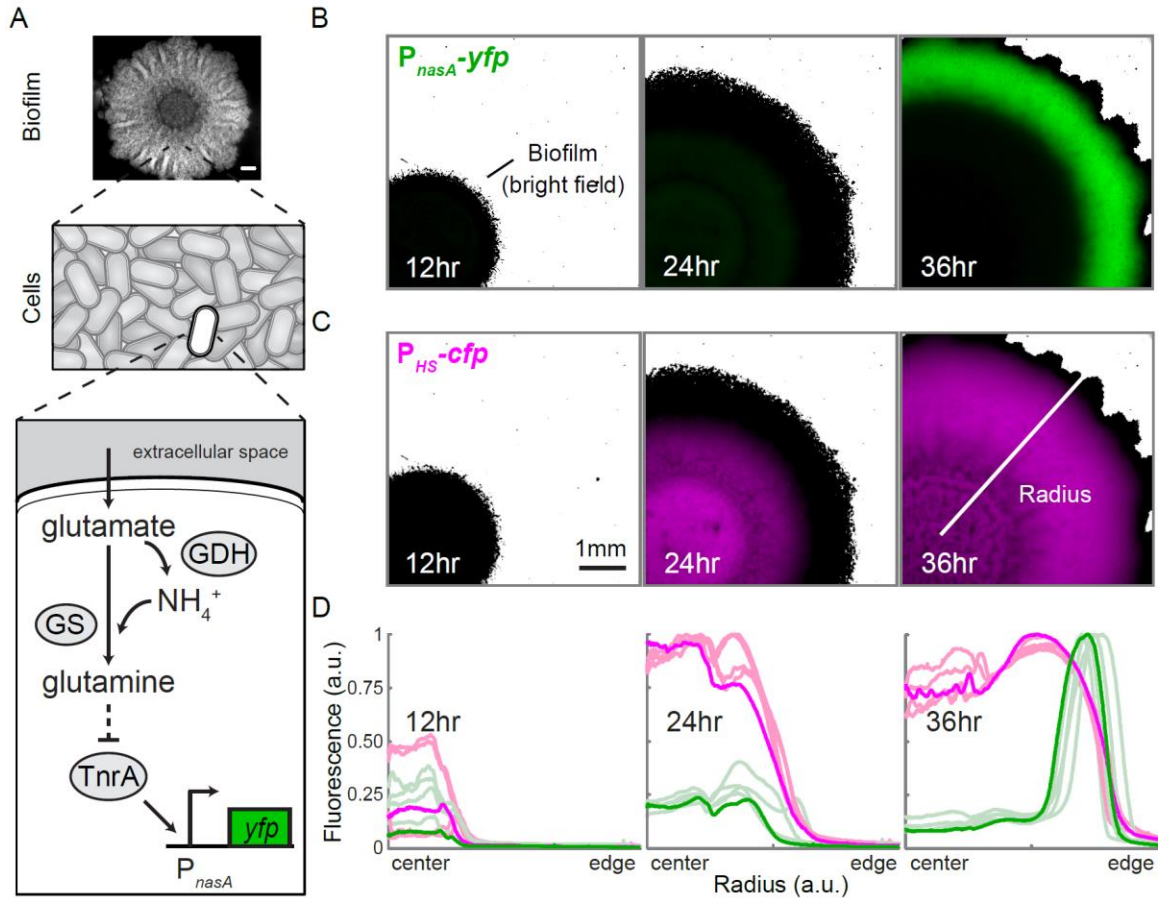 A
Biofilm
Cells
extracellular space
glutamate
GDH
NH₄⁺
GS
glutamine
TnrA
yfp
PnasA
B
PnasA-yfp
Biofilm
(bright field)
12hr
24hr
36hr
C
PHS-cfp
12hr
1mm
24hr
36hr
Radius
D
Fluorescence (a.u.)
1
0.75
0.50
0.25
0
12hr
24hr
36hr
center
edge
center
edge
center
edge
Radius (a.u.)